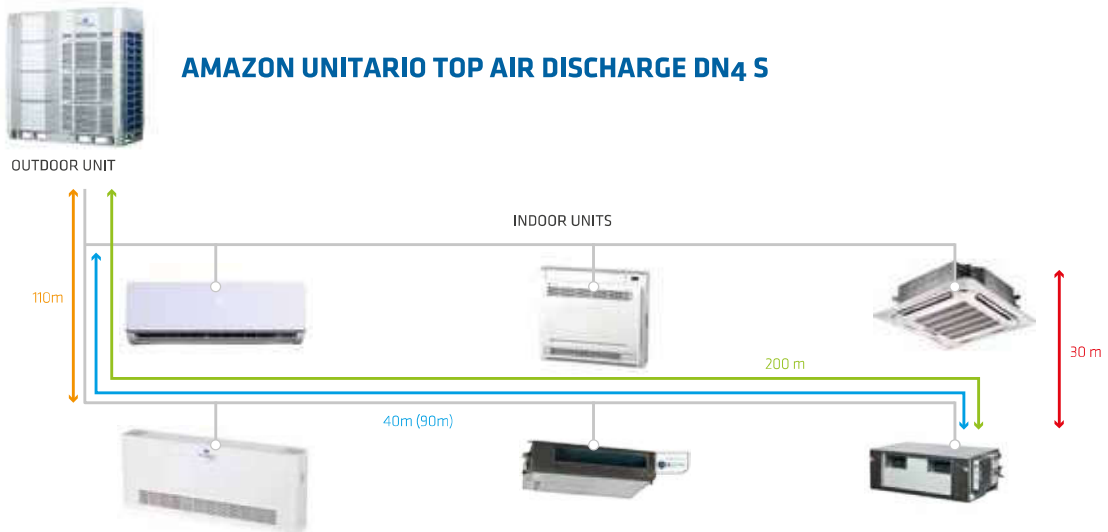 AMAZON UNITARIO TOP AIR DISCHARGE DN4 S
OUTDOOR UNIT
INDOOR UNITS
110m
30 m
200 m
40m (90m)